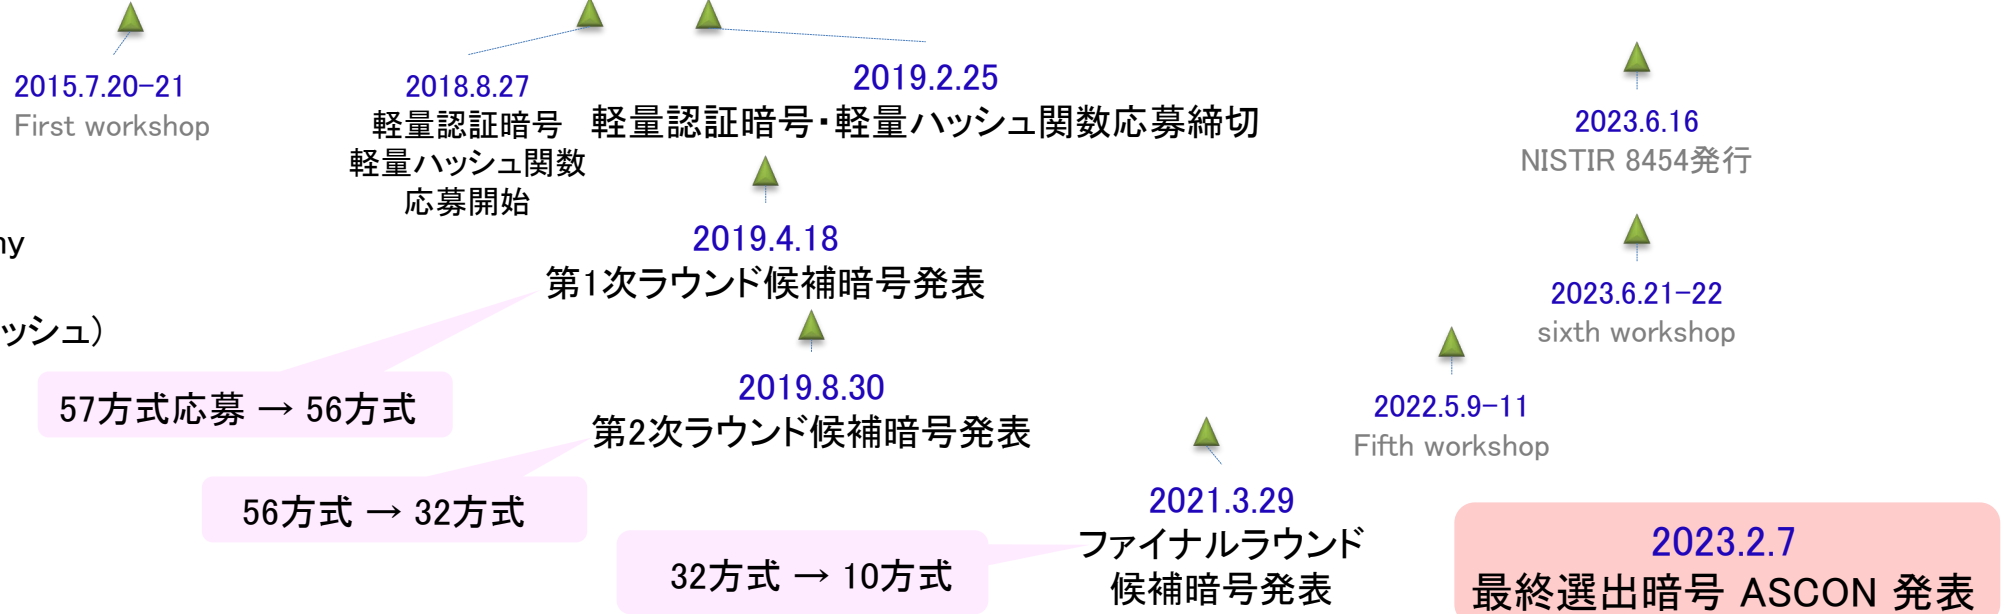 2015.7.20-21
First workshop
2018.8.27
軽量認証暗号
軽量ハッシュ関数
応募開始
2019.2.25
軽量認証暗号・軽量ハッシュ関数応募締切
2023.6.16
NISTIR 8454発行
2019.4.18
第1次ラウンド候補暗号発表
2023.6.21-22
sixth workshop
ny
ッシュ）
57方式応募 → 56方式
2019.8.30
第2次ラウンド候補暗号発表
2022.5.9-11
Fifth workshop
56方式 → 32方式
2021.3.29
ファイナルラウンド
候補暗号発表
32方式 → 10方式
2023.2.7
最終選出暗号 ASCON 発表